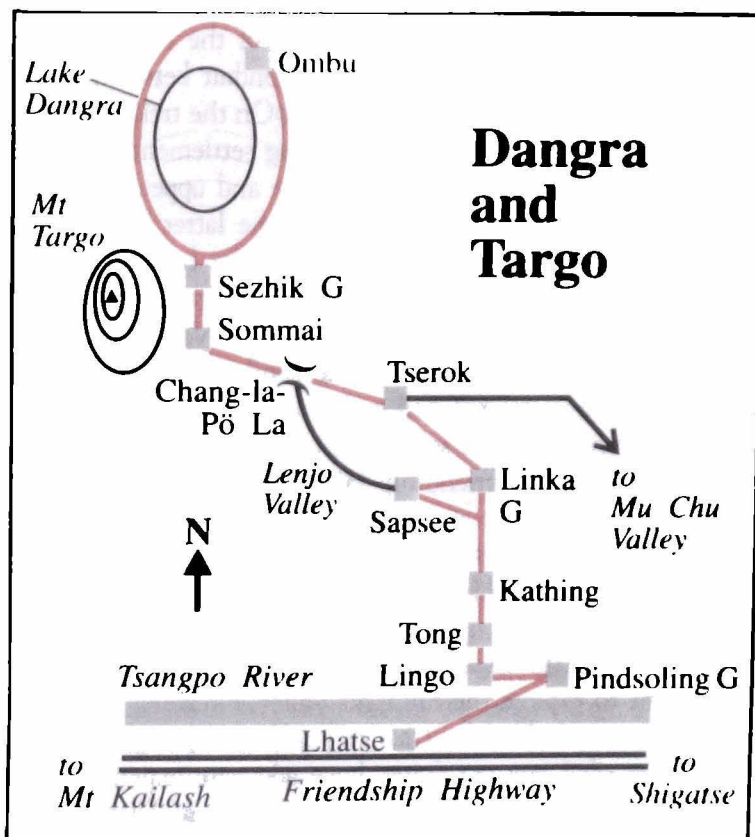 Ombu
Lake
Dangra
Dangra
and
Targo
Mt
Targo
Sezhik G
Sommai
Tserok
Chang-la-
Pö La
Lenjo
Valley
Linka
G
to
Mu Chu
Valley
Sapsee
N
Kathing
Tong
Tsangpo River
Lingo
Pindsoling G
Lhatse
to
Mt Kailash
Friendship Highway
to
Shigatse